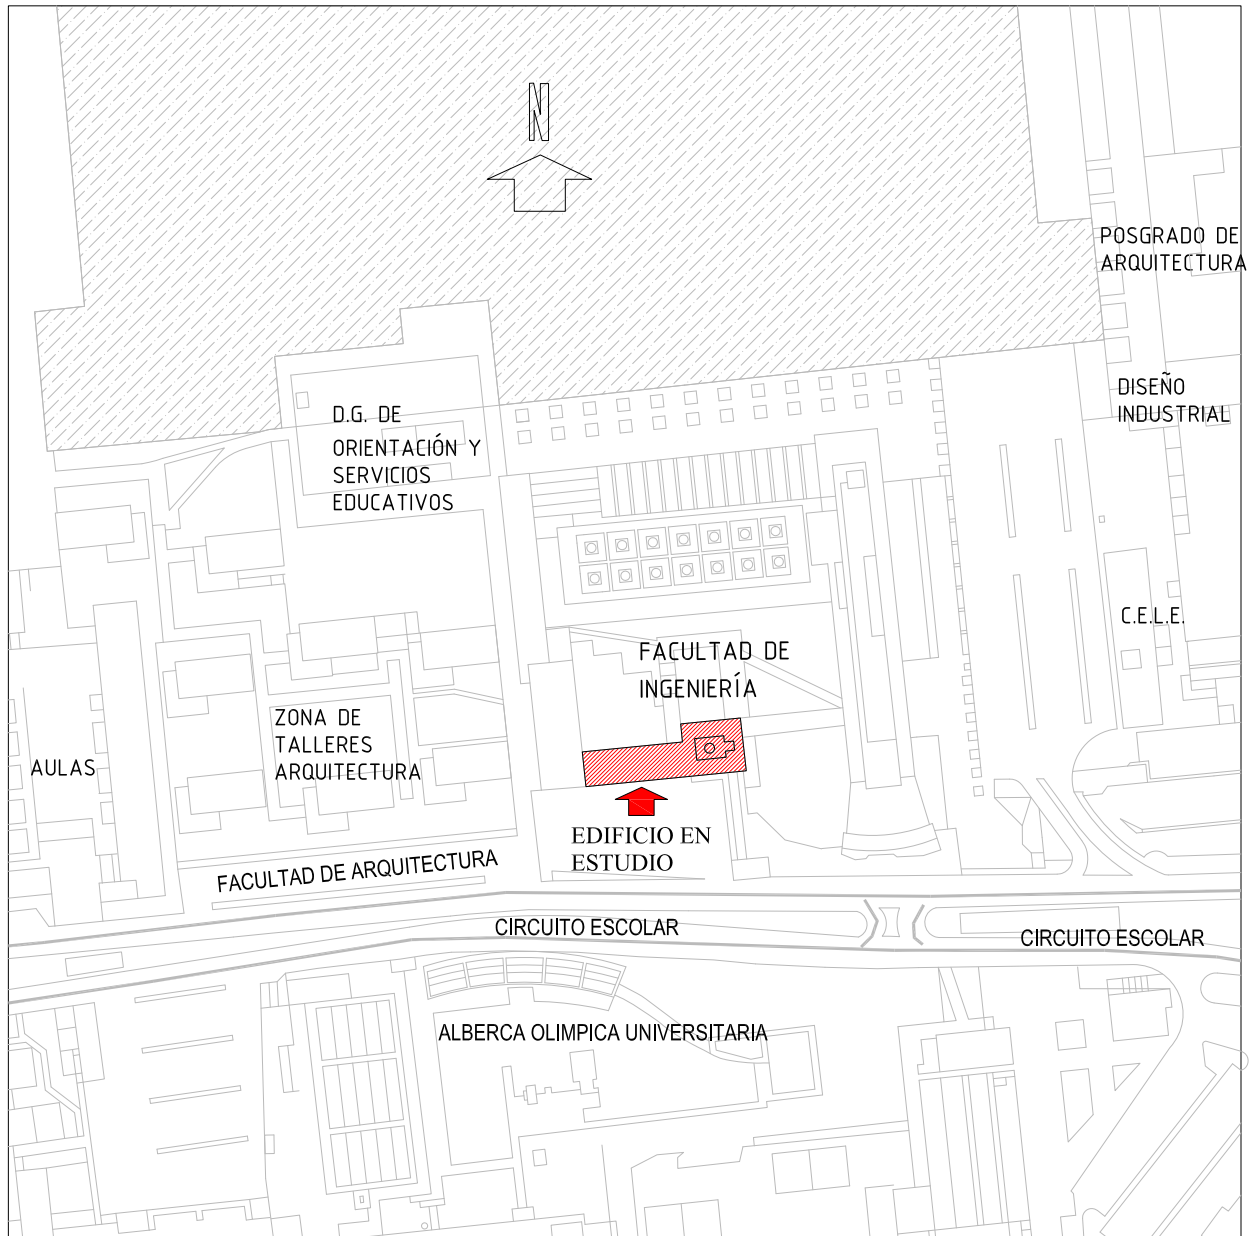 N
POSGRADO DE
ARQUITECTURA
DISEÑO
INDUSTRIAL
D.G. DE
ORIENTACIÓN Y
SERVICIOS
EDUCATIVOS
C.E.L.E.
FACULTAD DE
INGENIERÍA
ZONA DE
TALLERES
ARQUITECTURA
AULAS
EDIFICIO EN
ESTUDIO
FACULTAD DE ARQUITECTURA
CIRCUITO ESCOLAR
CIRCUITO ESCOLAR
ALBERCA OLIMPICA UNIVERSITARIA